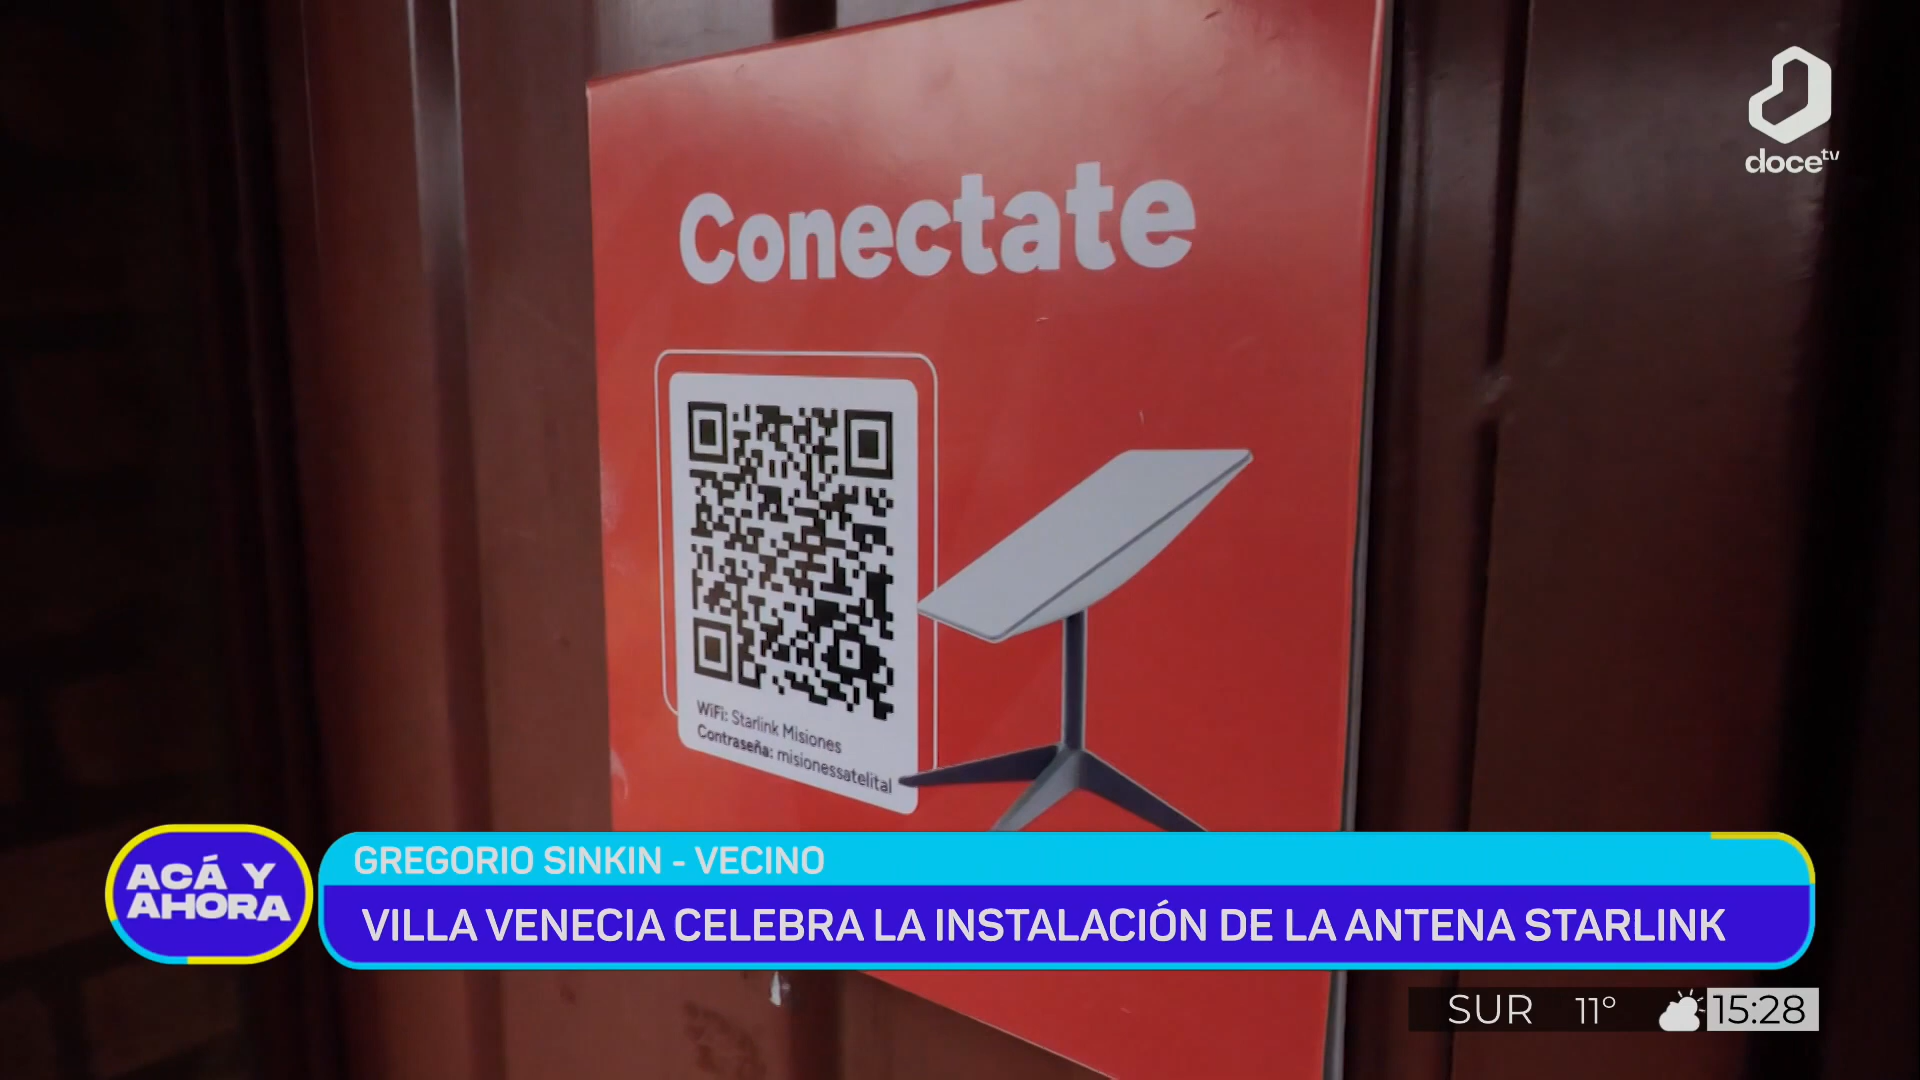 doce tv
Conectate
WiFi: Starlink Misiones
Contraseña: misionessatelital
ACÁ Y
AHORA
GREGORIO SINKIN - VECINO
VILLA VENECIA CELEBRA LA INSTALACIÓN DE LA ANTENA STARLINK
SUR 11° 15:28